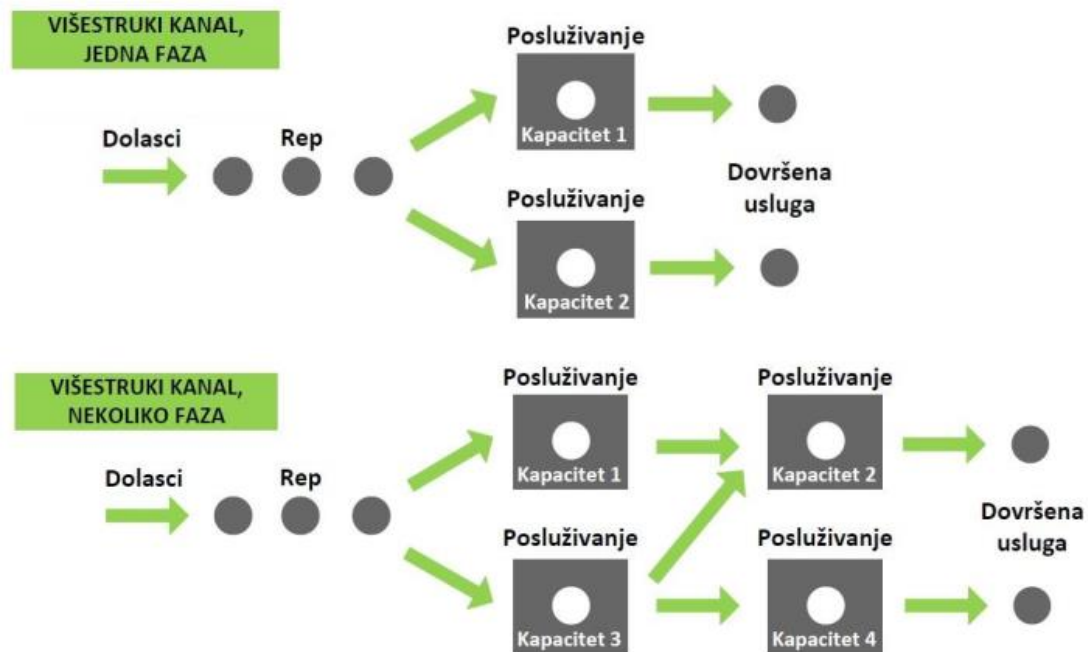 VIŠESTRUKI KANAL,
JEDNA FAZA
Posluživanje
Kapacitet 1
Dolasci
Rep
Dovršena
usluga
Posluživanje
Kapacitet 2
VIŠESTRUKI KANAL,
NEKOLIKO FAZA
Posluživanje
Posluživanje
Kapacitet 1
Kapacitet 2
Dolasci
Rep
Dovršena
usluga
Posluživanje
Posluživanje
Kapacitet 3
Kapacitet 4